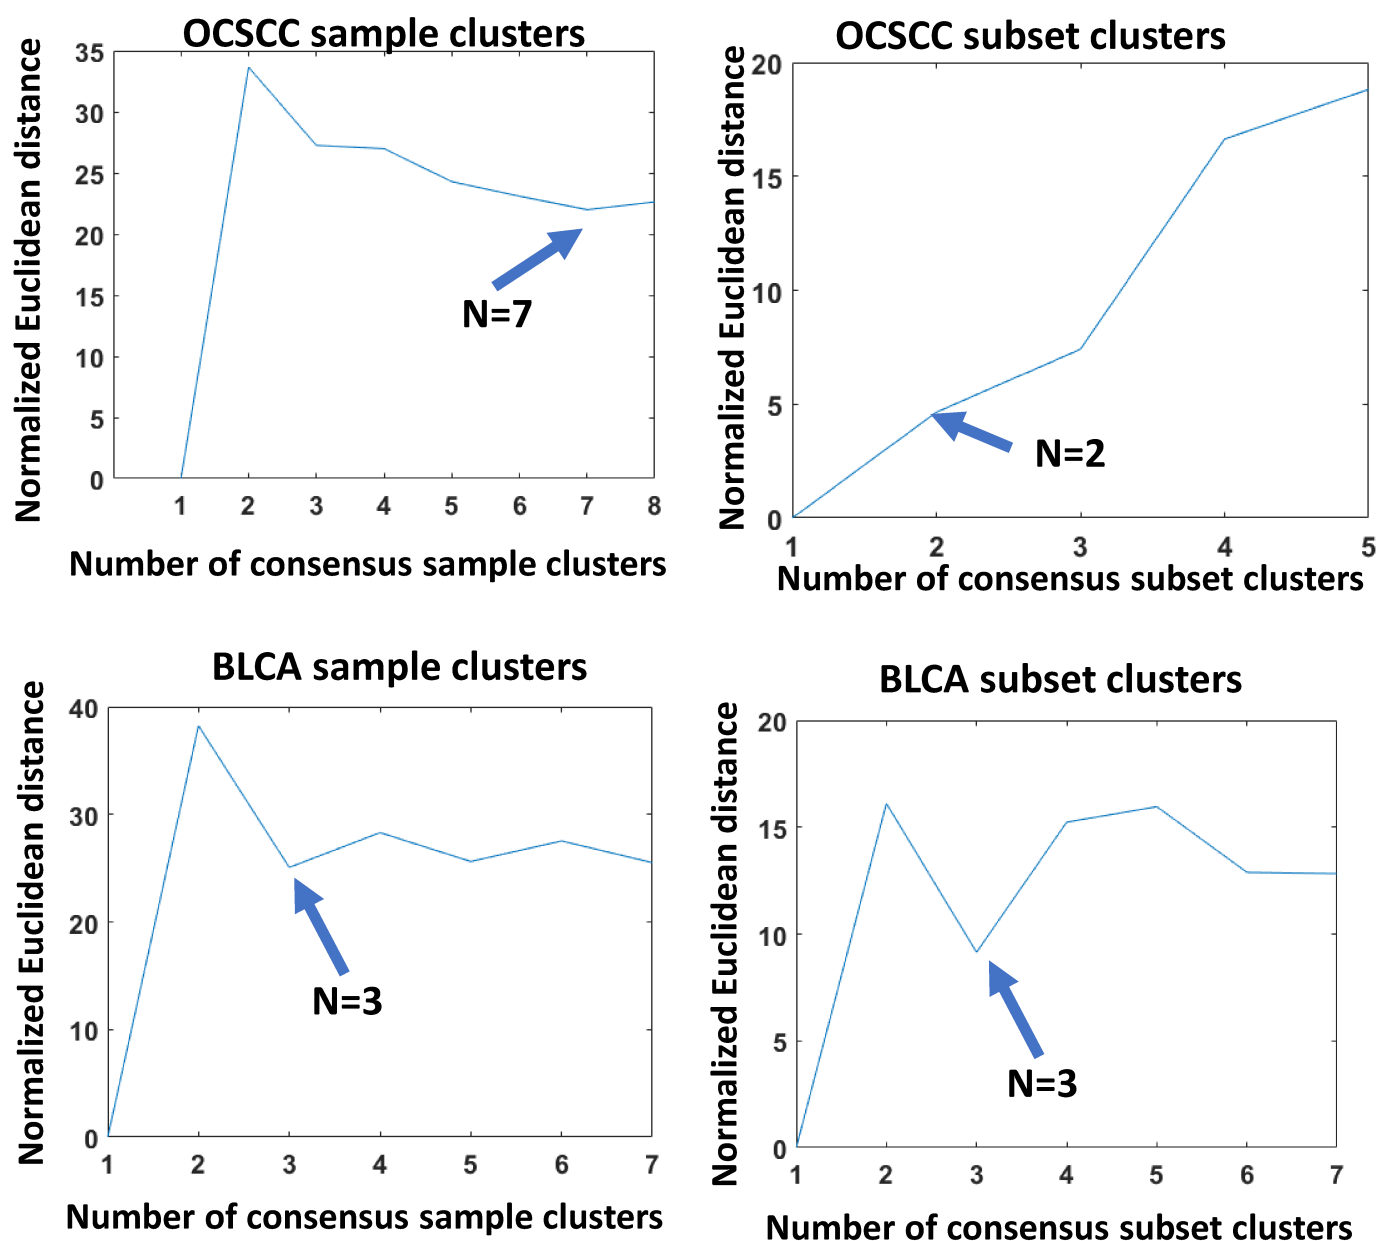 OCSCC sample clusters
Normalized Euclidean distance
35
30
25
20
15
10
5
0
N=7
1 2 3 4 5 6 7 8
Number of consensus sample clusters
OCSCC subset clusters
Normalized Euclidean distance
20
15
10
5
0
N=2
1 2 3 4 5
Number of consensus subset clusters
BLCA sample clusters
Normalized Euclidean distance
40
30
20
10
0
N=3
1 2 3 4 5 6 7
Number of consensus sample clusters
BLCA subset clusters
Normalized Euclidean distance
20
15
10
5
0
N=3
1 2 3 4 5 6 7
Number of consensus subset clusters